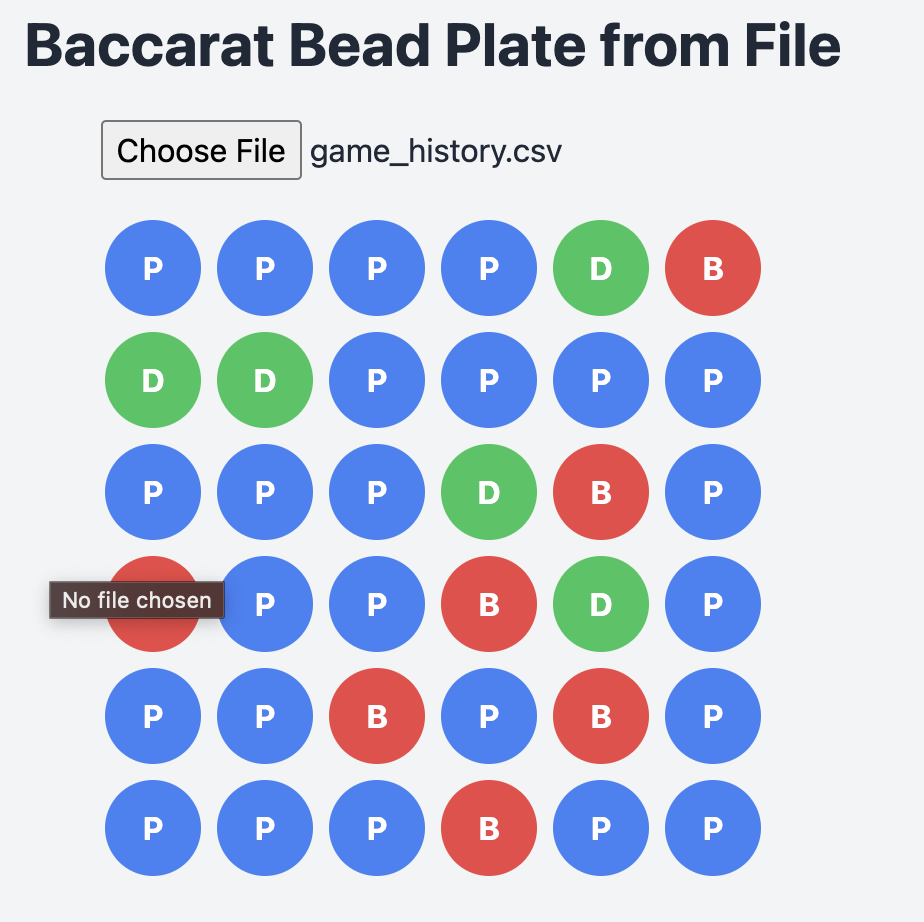 Baccarat Bead Plate from File
Choose File game_history.csv
P P P P D B
D D P P P P
P P P D B P
No file chosen P P B D P
P P B P B P
P P P B P P